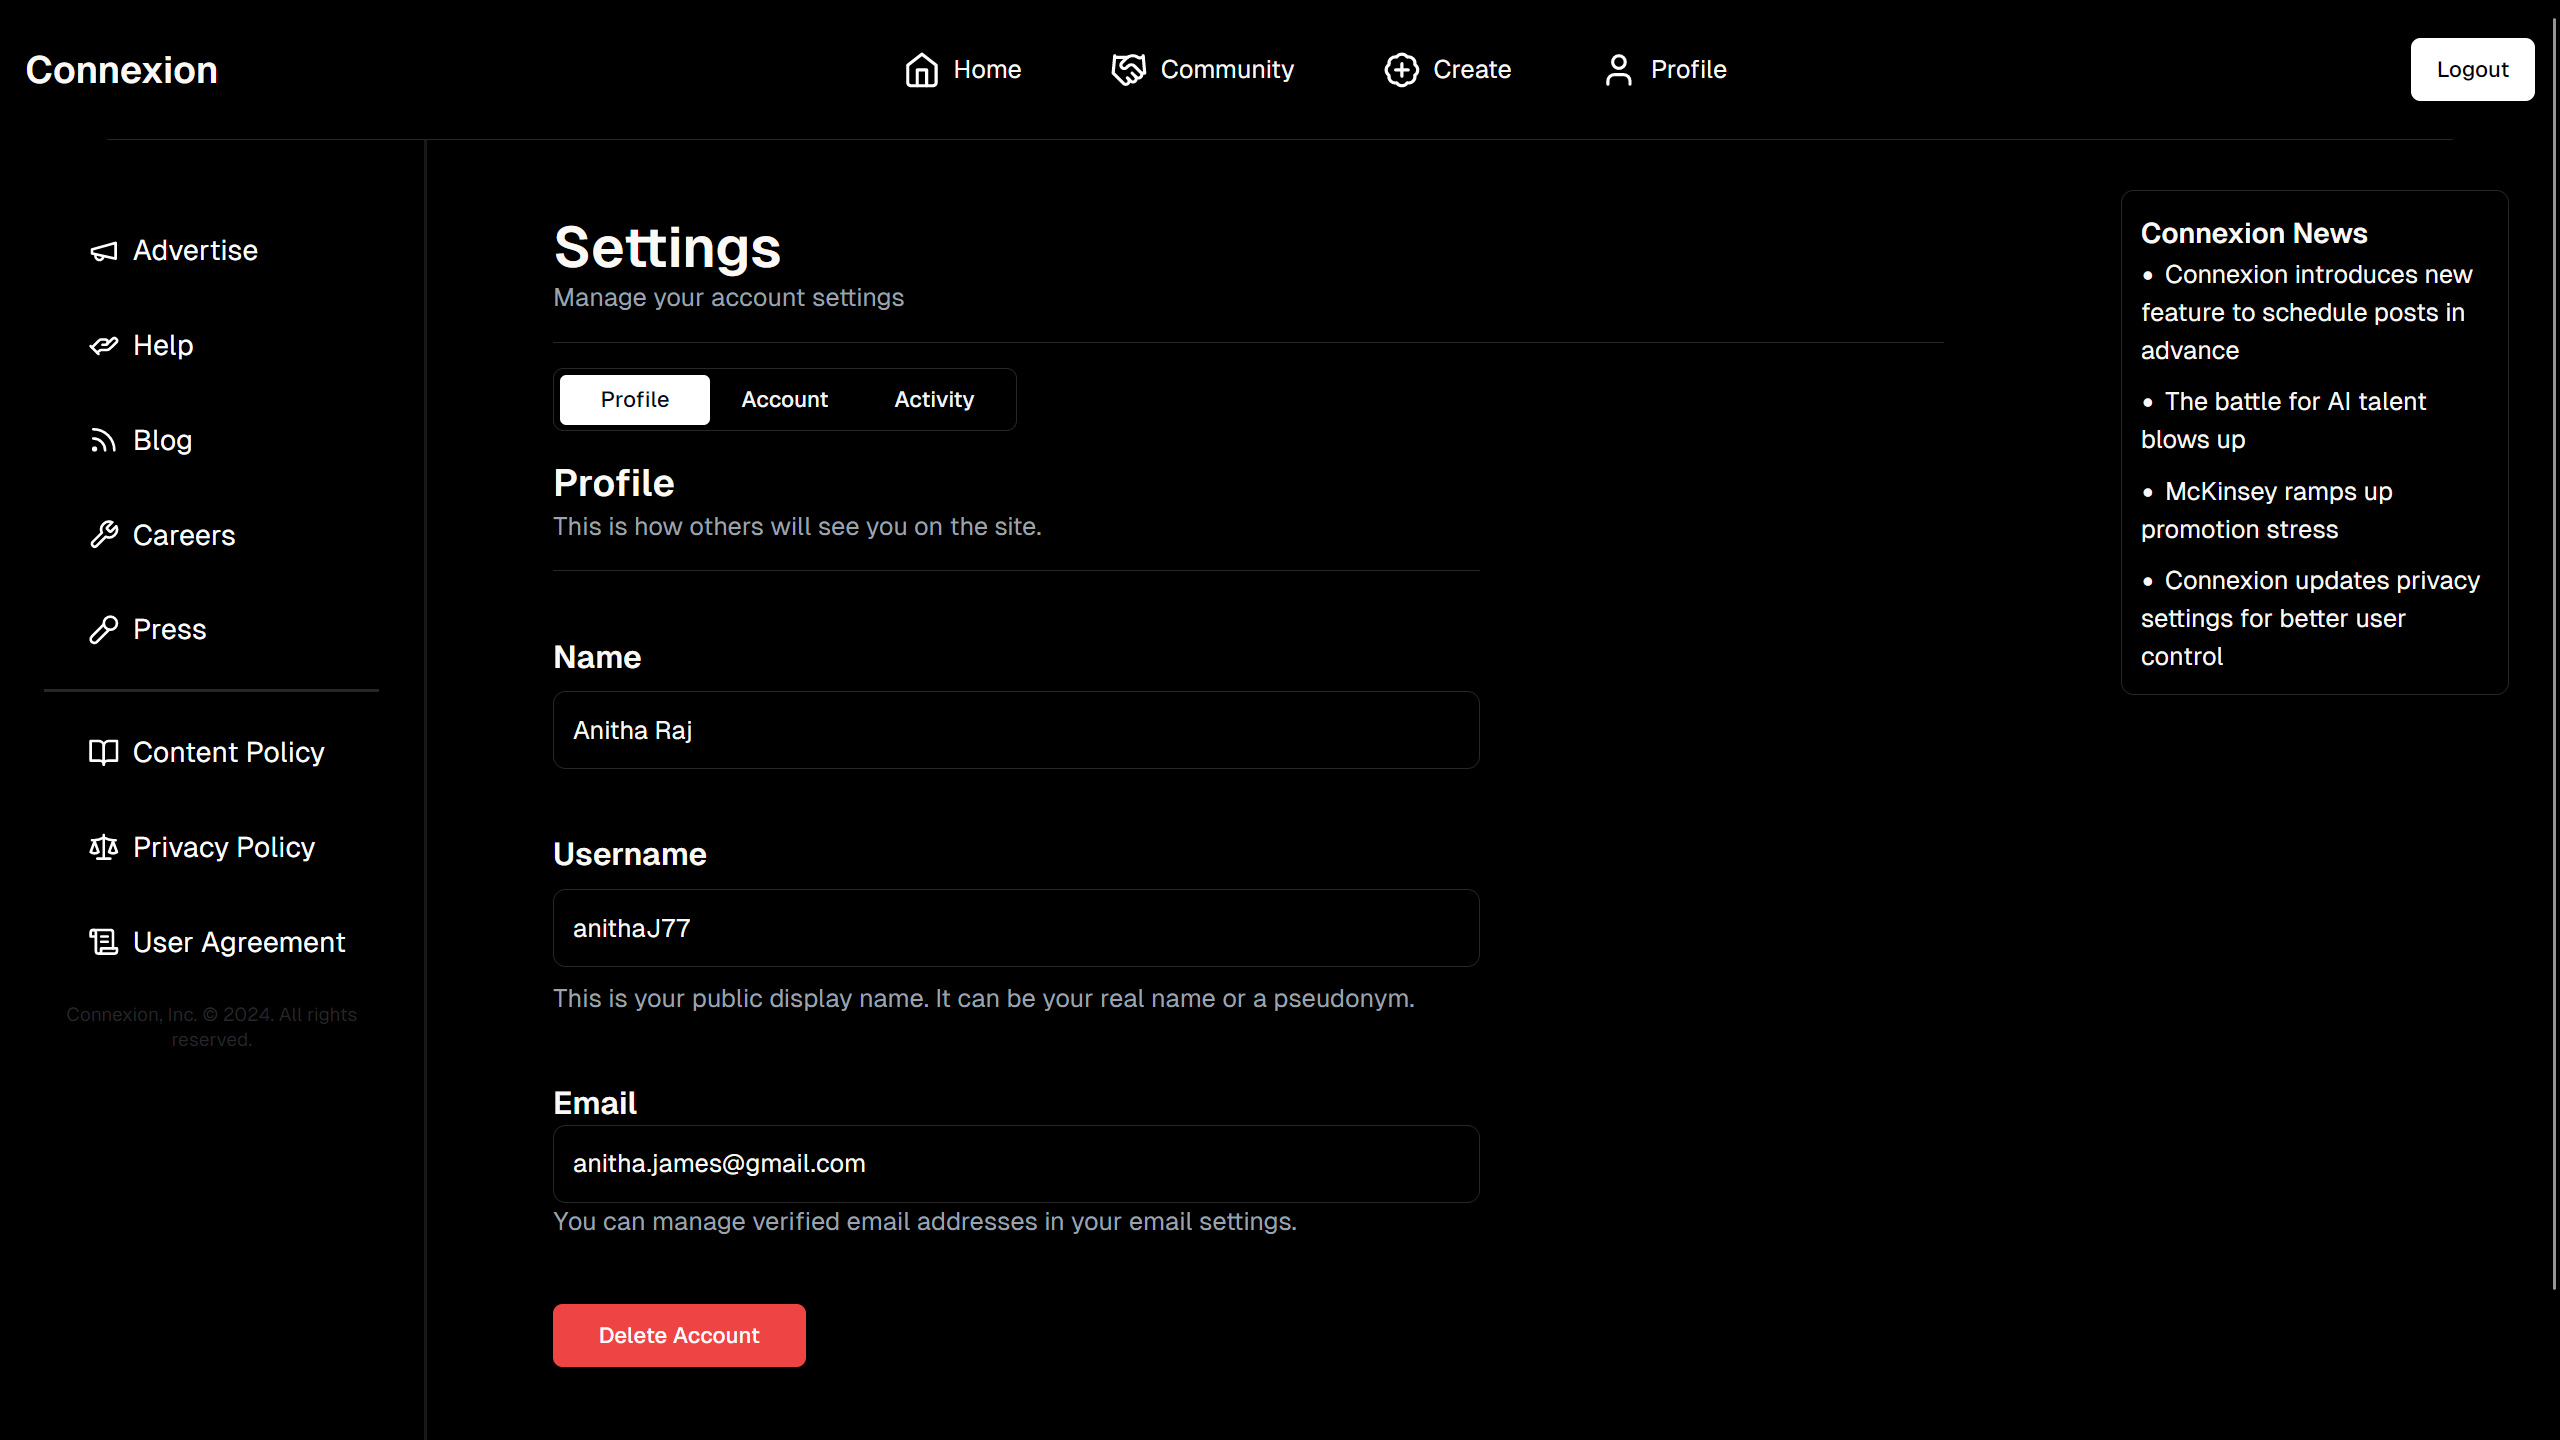 Connexion
Home
Community
Create
Profile
Logout
Advertise
Help
Blog
Careers
Press
Content Policy
Privacy Policy
User Agreement
Connexion, Inc. © 2024. All rights
reserved.
Settings
Manage your account settings
Profile
Account
Activity
Profile
This is how others will see you on the site.
Name
Anitha Raj
Username
anithaJ77
This is your public display name. It can be your real name or a pseudonym.
Email
anitha.james@gmail.com
You can manage verified email addresses in your email settings.
Delete Account
Connexion News
• Connexion introduces new
feature to schedule posts in
advance
• The battle for AI talent
blows up
• McKinsey ramps up
promotion stress
• Connexion updates privacy
settings for better user
control